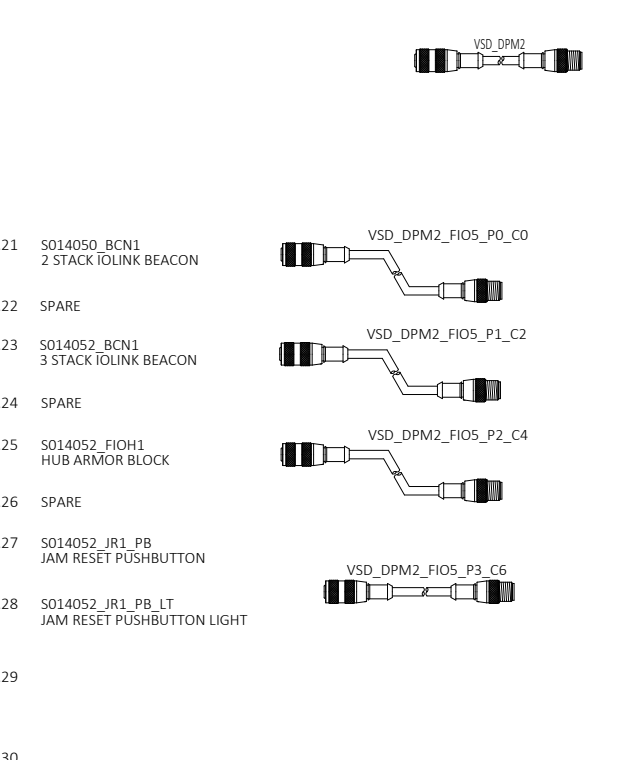 VSD_DPM2
21 S014050_BCN1 VSD_DPM2_FIO5_P0_C0
2 STACK IOLINK BEACON
22 SPARE
23 S014052_BCN1 VSD_DPM2_FIO5_P1_C2
3 STACK IOLINK BEACON
24 SPARE
25 S014052_FIOH1 VSD_DPM2_FIO5_P2_C4
HUB ARMOR BLOCK
26 SPARE
27 S014052_JR1_PB
JAM RESET PUSHBUTTON
VSD_DPM2_FIO5_P3_C6
28 S014052_JR1_PB_LT
JAM RESET PUSHBUTTON LIGHT
29
30